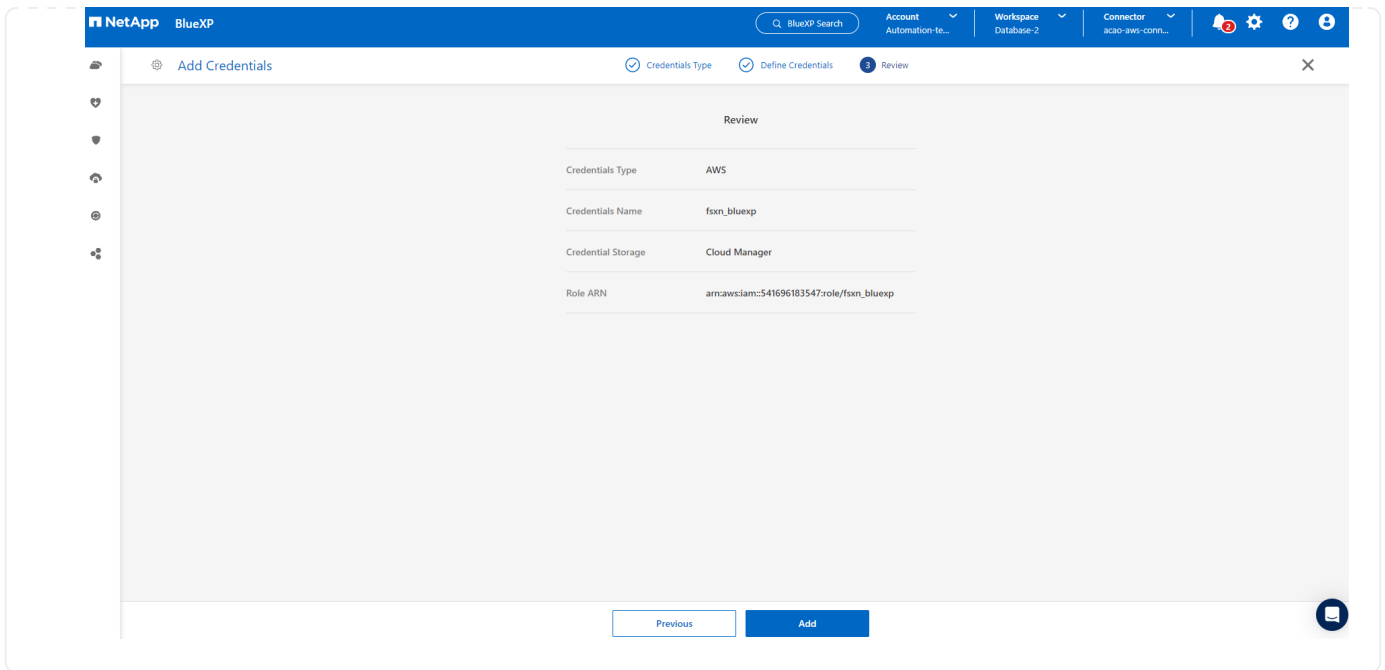 NetApp BlueXP
BlueXP Search
Account
Automation-te...
Workspace
Database-2
Connector
acao-aws-conn...
2
Add Credentials
Credentials Type
Define Credentials
3 Review
Review
Credentials Type AWS
Credentials Name fsxn_bluexp
Credential Storage Cloud Manager
Role ARN arn:aws:iam::541696183547:role/fsxn_bluexp
Previous
Add